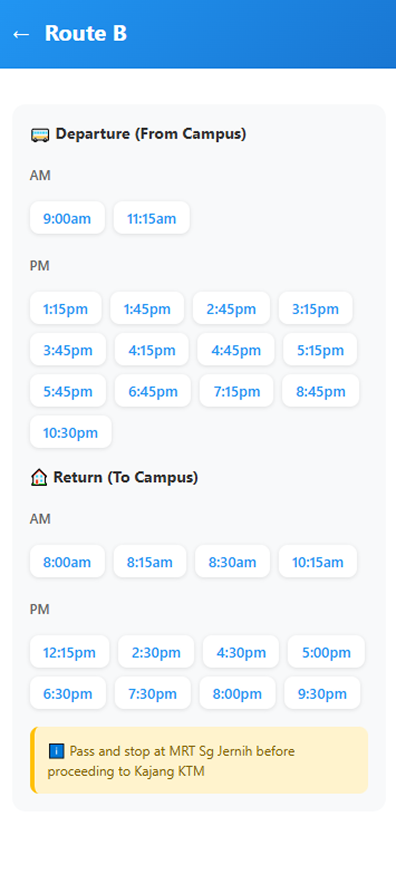 ← Route B
🚌 Departure (From Campus)
AM
9:00am 11:15am
PM
1:15pm 1:45pm 2:45pm 3:15pm
3:45pm 4:15pm 4:45pm 5:15pm
5:45pm 6:45pm 7:15pm 8:45pm
10:30pm
🏠 Return (To Campus)
AM
8:00am 8:15am 8:30am 10:15am
PM
12:15pm 2:30pm 4:30pm 5:00pm
6:30pm 7:30pm 8:00pm 9:30pm
ℹ️ Pass and stop at MRT Sg Jernih before
proceeding to Kajang KTM